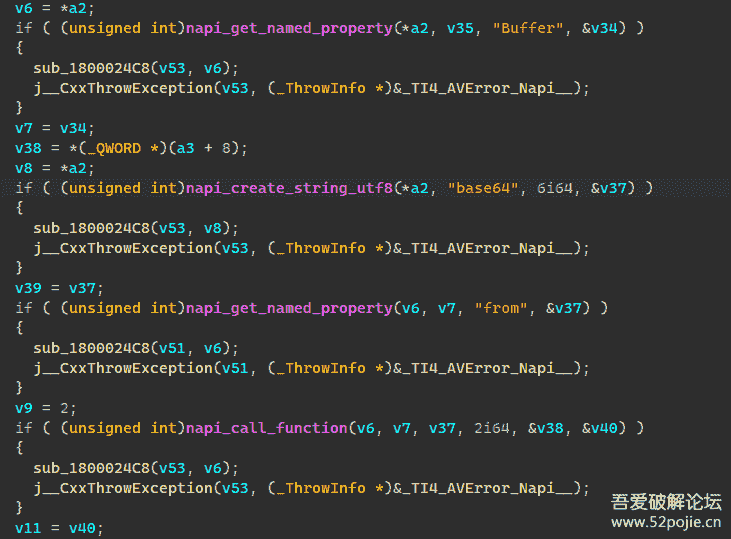 v6 = *a2;
if ( (unsigned int)napi_get_named_property(*a2, v35, "Buffer", &v34) )
{
  sub_1800024C8(v53, v6);
  j__CxxThrowException(v53, (_ThrowInfo *)&_TI4_AVError_Napi__);
}
v7 = v34;
v38 = *(_QWORD *)(a3 + 8);
v8 = *a2;
if ( (unsigned int)napi_create_string_utf8(*a2, "base64", 6i64, &v37) )
{
  sub_1800024C8(v53, v8);
  j__CxxThrowException(v53, (_ThrowInfo *)&_TI4_AVError_Napi__);
}
v39 = v37;
if ( (unsigned int)napi_get_named_property(v6, v7, "from", &v37) )
{
  sub_1800024C8(v51, v6);
  j__CxxThrowException(v51, (_ThrowInfo *)&_TI4_AVError_Napi__);
}
v9 = 2;
if ( (unsigned int)napi_call_function(v6, v7, v37, 2i64, &v38, &v40) )
{
  sub_1800024C8(v53, v6);
  j__CxxThrowException(v53, (_ThrowInfo *)&_TI4_AVError_Napi__);
}
v11 = v40;
吾爱破解论坛
www.52pojie.cn